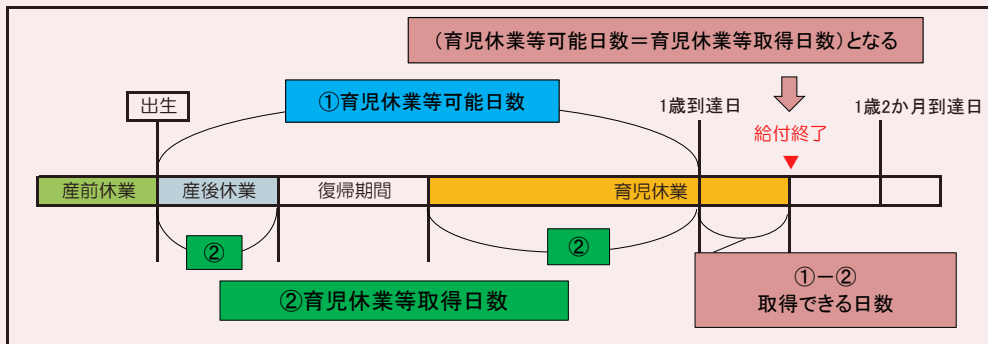 (育児休業等可能日数＝育児休業等取得日数)となる
①育児休業等可能日数
出生
1歳到達日
1歳2か月到達日
給付終了
産前休業
産後休業
復帰期間
育児休業
②
②
②育児休業等取得日数
①－②
取得できる日数